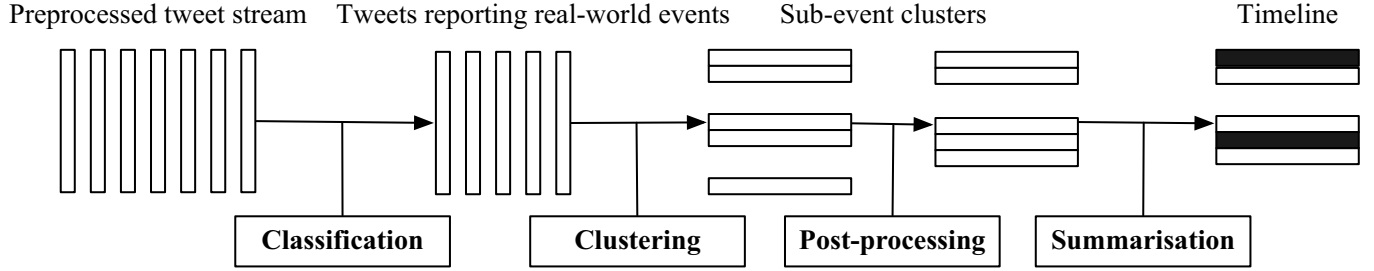 Preprocessed tweet stream
Tweets reporting real-world events
Sub-event clusters
Timeline
Classification
Clustering
Post-processing
Summarisation